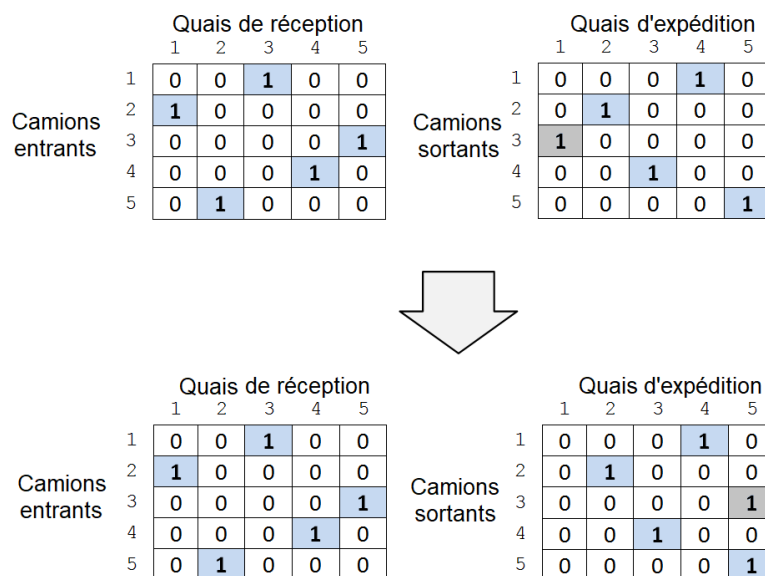 Quais de réception Quais d'expédition
1 2 3 4 5 1 2 3 4 5
1 0 0 1 0 0 1 0 0 0 1 0
2 1 0 0 0 0 2 0 1 0 0 0
Camions entrants Camions sortants
3 0 0 0 0 1 3 1 0 0 0 0
4 0 0 0 1 0 4 0 0 1 0 0
5 0 1 0 0 0 5 0 0 0 0 1
Quais de réception Quais d'expédition
1 2 3 4 5 1 2 3 4 5
1 0 0 1 0 0 1 0 0 0 1 0
2 1 0 0 0 0 2 0 1 0 0 0
Camions entrants Camions sortants
3 0 0 0 0 1 3 0 0 0 0 1
4 0 0 0 1 0 4 0 0 1 0 0
5 0 1 0 0 0 5 0 0 0 0 1